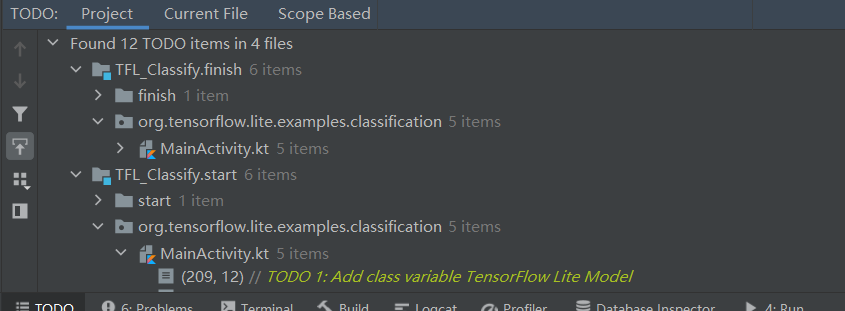 TODO: Project Current File Scope Based
Found 12 TODO items in 4 files
TFL_Classify.finish 6 items
finish 1 item
org.tensorflow.lite.examples.classification 5 items
MainActivity.kt 5 items
TFL_Classify.start 6 items
start 1 item
org.tensorflow.lite.examples.classification 5 items
MainActivity.kt 5 items
(209, 12) // TODO 1: Add class variable TensorFlow Lite Model
TODO 6: Problems Terminal Build Logcat Profiler Database Inspector 4: Run